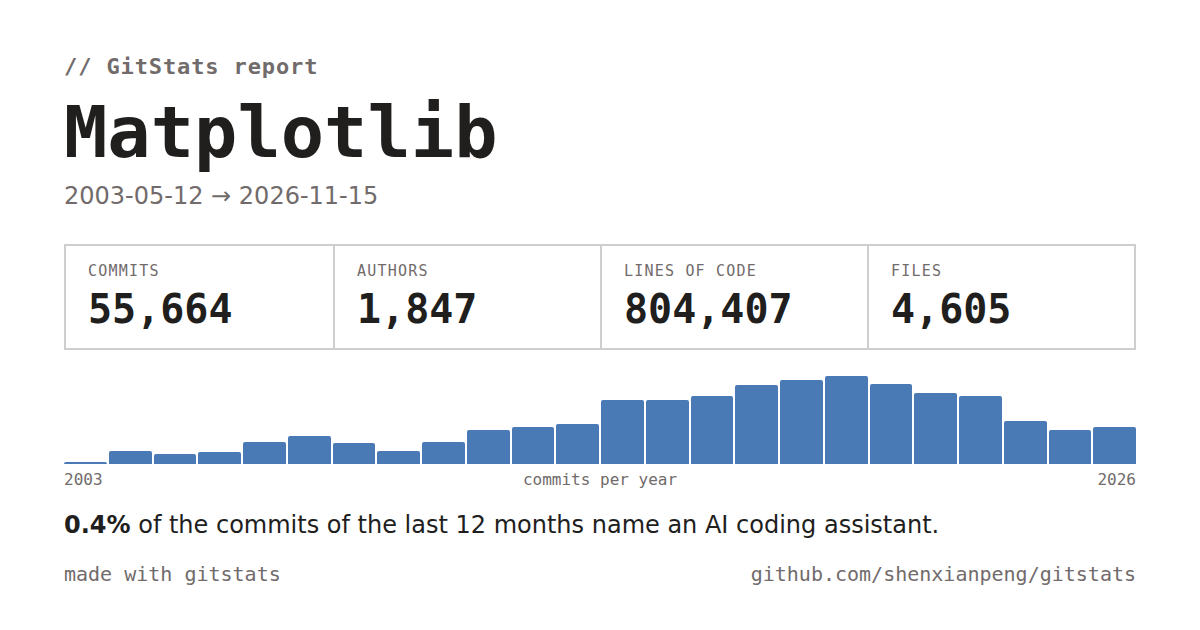 // GitStats report
Matplotlib
2003-05-12 → 2026-11-15
COMMITS AUTHORS LINES OF CODE FILES
55,664 1,847 804,407 4,605
2003 commits per year 2026
0.4% of the commits of the last 12 months name an AI coding assistant.
made with gitstats github.com/shenxianpeng/gitstats